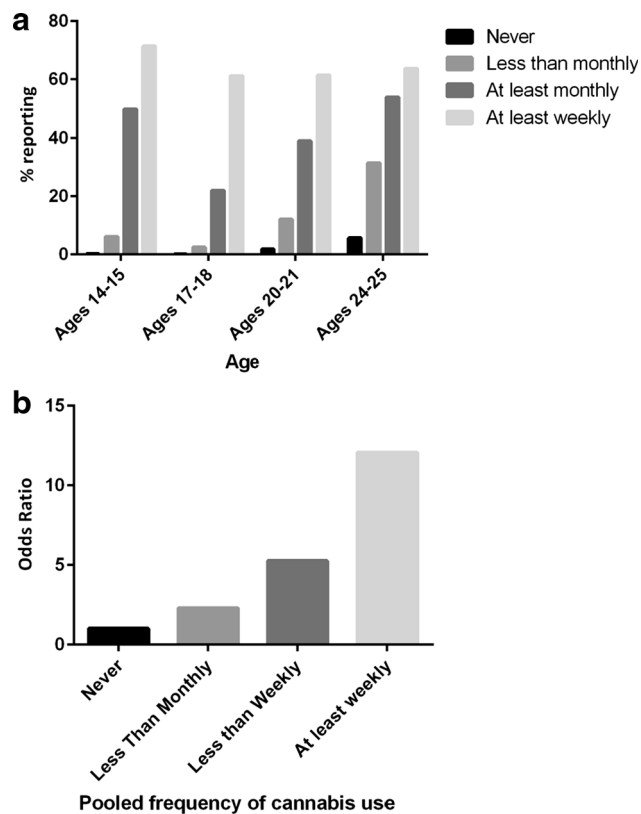 a
% reporting
80
60
40
20
0
Ages 14-15
Ages 17-18
Ages 20-21
Ages 24-25
Age
Never
Less than monthly
At least monthly
At least weekly
b
Odds Ratio
15
10
5
0
Never
Less Than Monthly
Less than Weekly
At least weekly
Pooled frequency of cannabis use